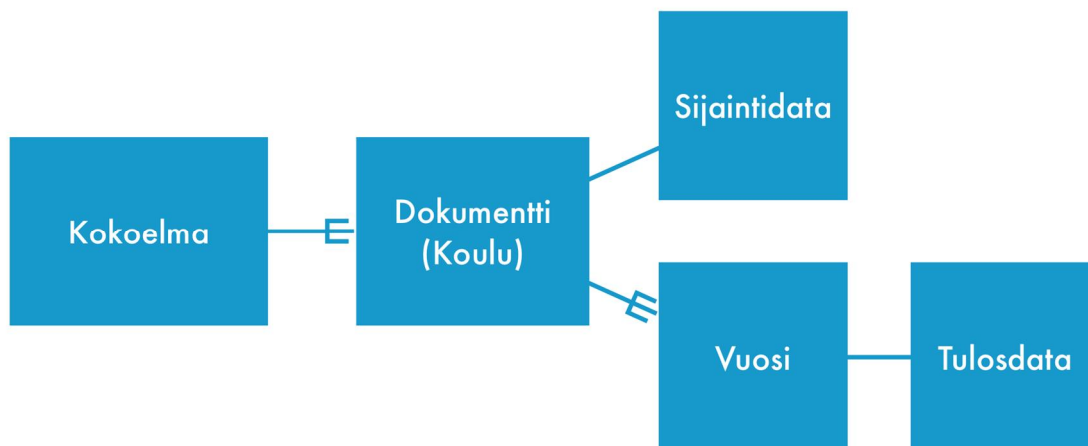 Kokoelma
Dokumentti
(Koulu)
Sijaintidata
Vuosi
Tulosdata